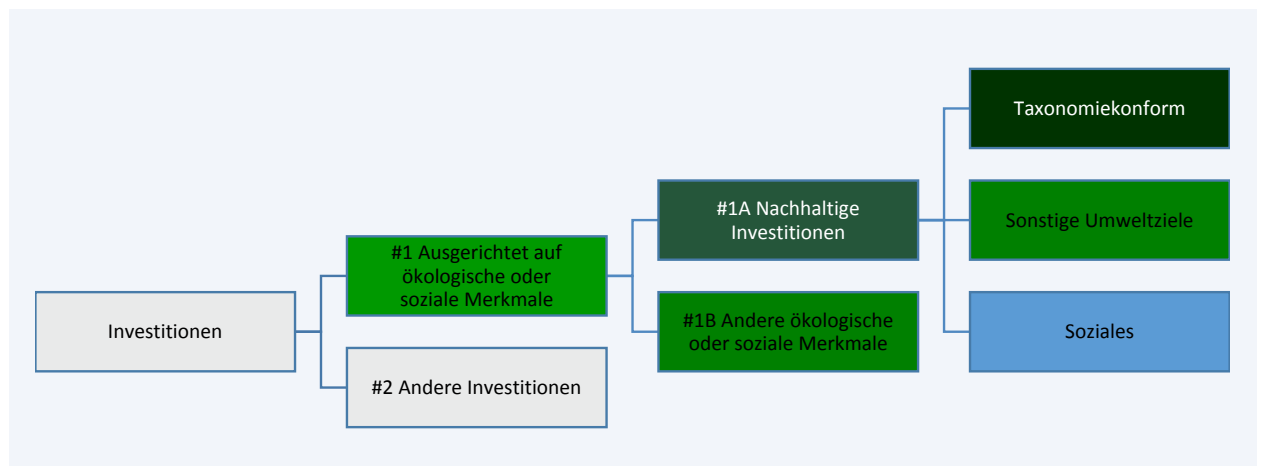 Investitionen
#1 Ausgerichtet auf
ökologische oder
soziale Merkmale
#2 Andere Investitionen
#1A Nachhaltige
Investitionen
#1B Andere ökologische
oder soziale Merkmale
Taxonomiekonform
Sonstige Umweltziele
Soziales